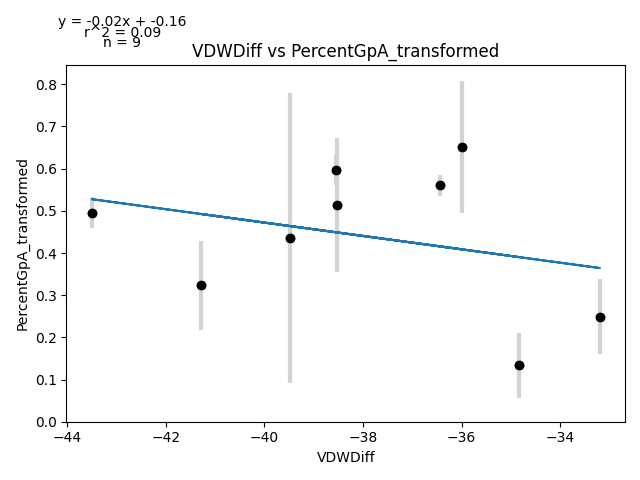 y = -0.02x + -0.16
r^2 = 0.09
n = 9
VDWDiff vs PercentGpA_transformed
PercentGpA_transformed
0.8
0.7
0.6
0.5
0.4
0.3
0.2
0.1
0.0
−44
−42
−40
−38
−36
−34
VDWDiff